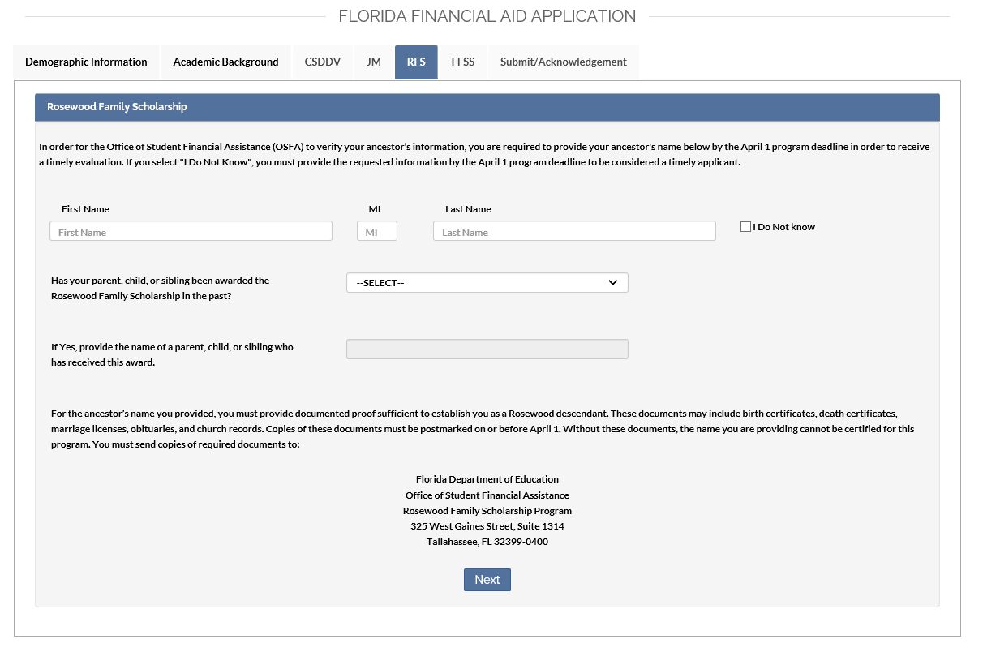 FLORIDA FINANCIAL AID APPLICATION
Demographic Information Academic Background CSDDV JM RFS FFSS Submit/Acknowledgement
Rosewood Family Scholarship
In order for the Office of Student Financial Assistance (OSFA) to verify your ancestor’s information, you are required to provide your ancestor's name below by the April 1 program deadline in order to receive
a timely evaluation. If you select "I Do Not Know", you must provide the requested information by the April 1 program deadline to be considered a timely applicant.
First Name MI Last Name
First Name MI Last Name I Do Not know
Has your parent, child, or sibling been awarded the
Rosewood Family Scholarship in the past?
--SELECT--
If Yes, provide the name of a parent, child, or sibling who
has received this award.
For the ancestor’s name you provided, you must provide documented proof sufficient to establish you as a Rosewood descendant. These documents may include birth certificates, death certificates,
marriage licenses, obituaries, and church records. Copies of these documents must be postmarked on or before April 1. Without these documents, the name you are providing cannot be certified for this
program. You must send copies of required documents to:
Florida Department of Education
Office of Student Financial Assistance
Rosewood Family Scholarship Program
325 West Gaines Street, Suite 1314
Tallahassee, FL 32399-0400
Next